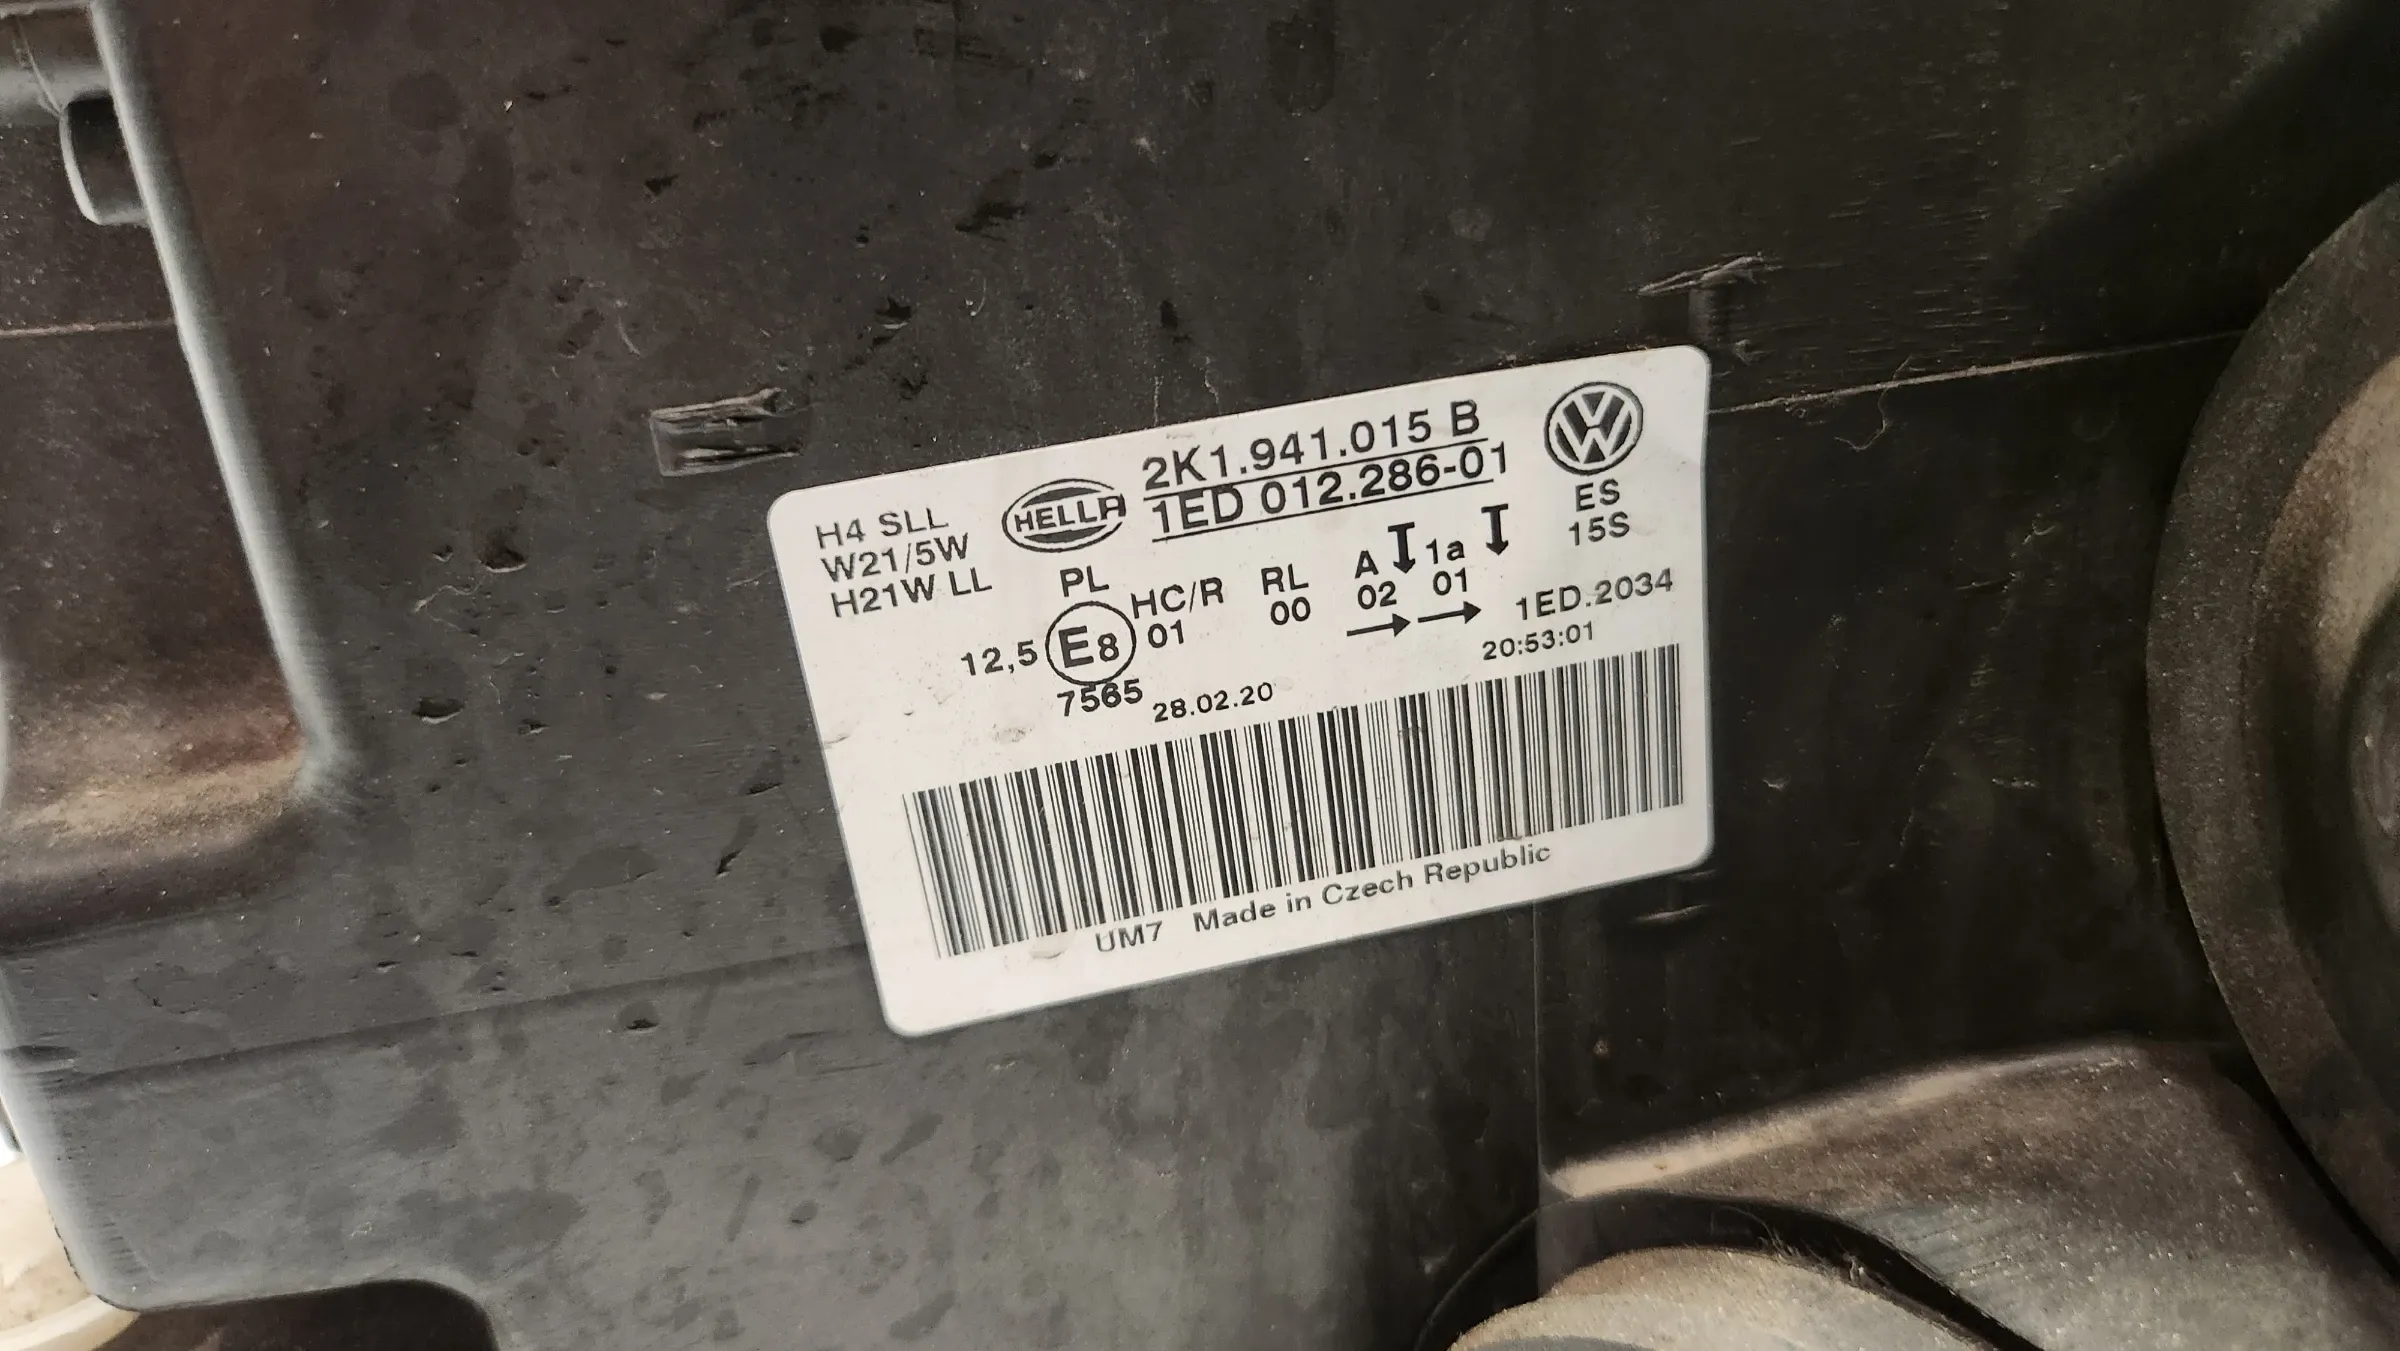 2K1.941.015 B
1ED 012.286-01
HELLA
H4 SLL
W21/5W
H21W LL
ES
15S
PL
HC/R
01
RL
00
A
02
1a
01
12,5
E8
7565
28.02.20
1ED.2034
20:53:01
UM7 Made in Czech Republic